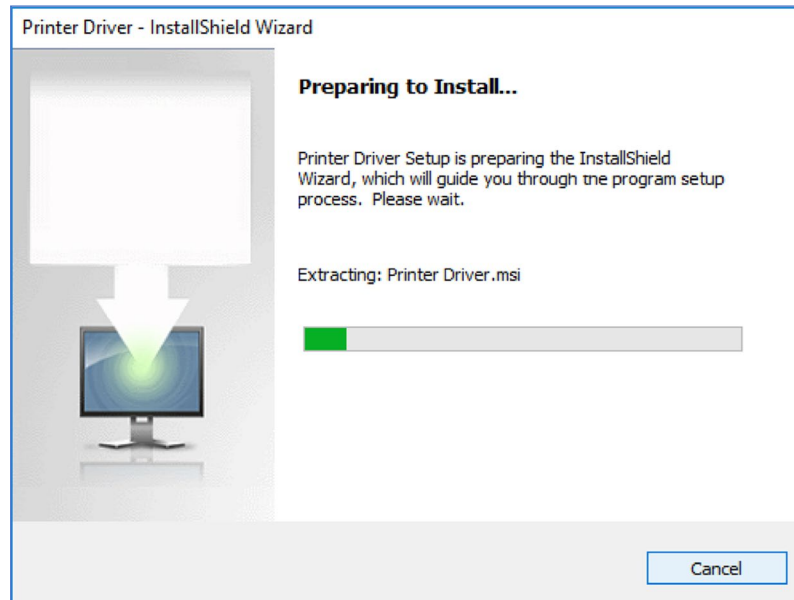 Printer Driver - InstallShield Wizard
Preparing to Install...
Printer Driver Setup is preparing the InstallShield
Wizard, which will guide you through the program setup
process. Please wait.
Extracting: Printer Driver.msi
Cancel